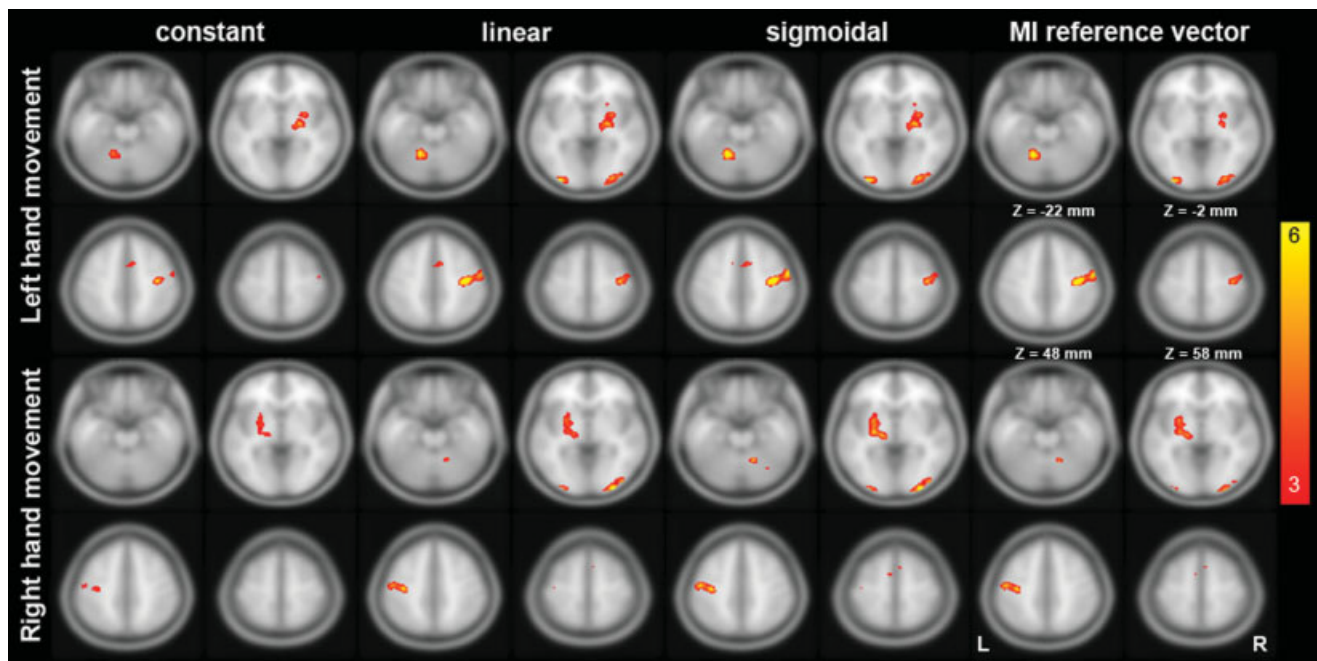 constant linear sigmoidal MI reference vector
Left hand movement
Z = -22 mm Z = -2 mm
6
Z = 48 mm Z = 58 mm
Right hand movement
3
L R